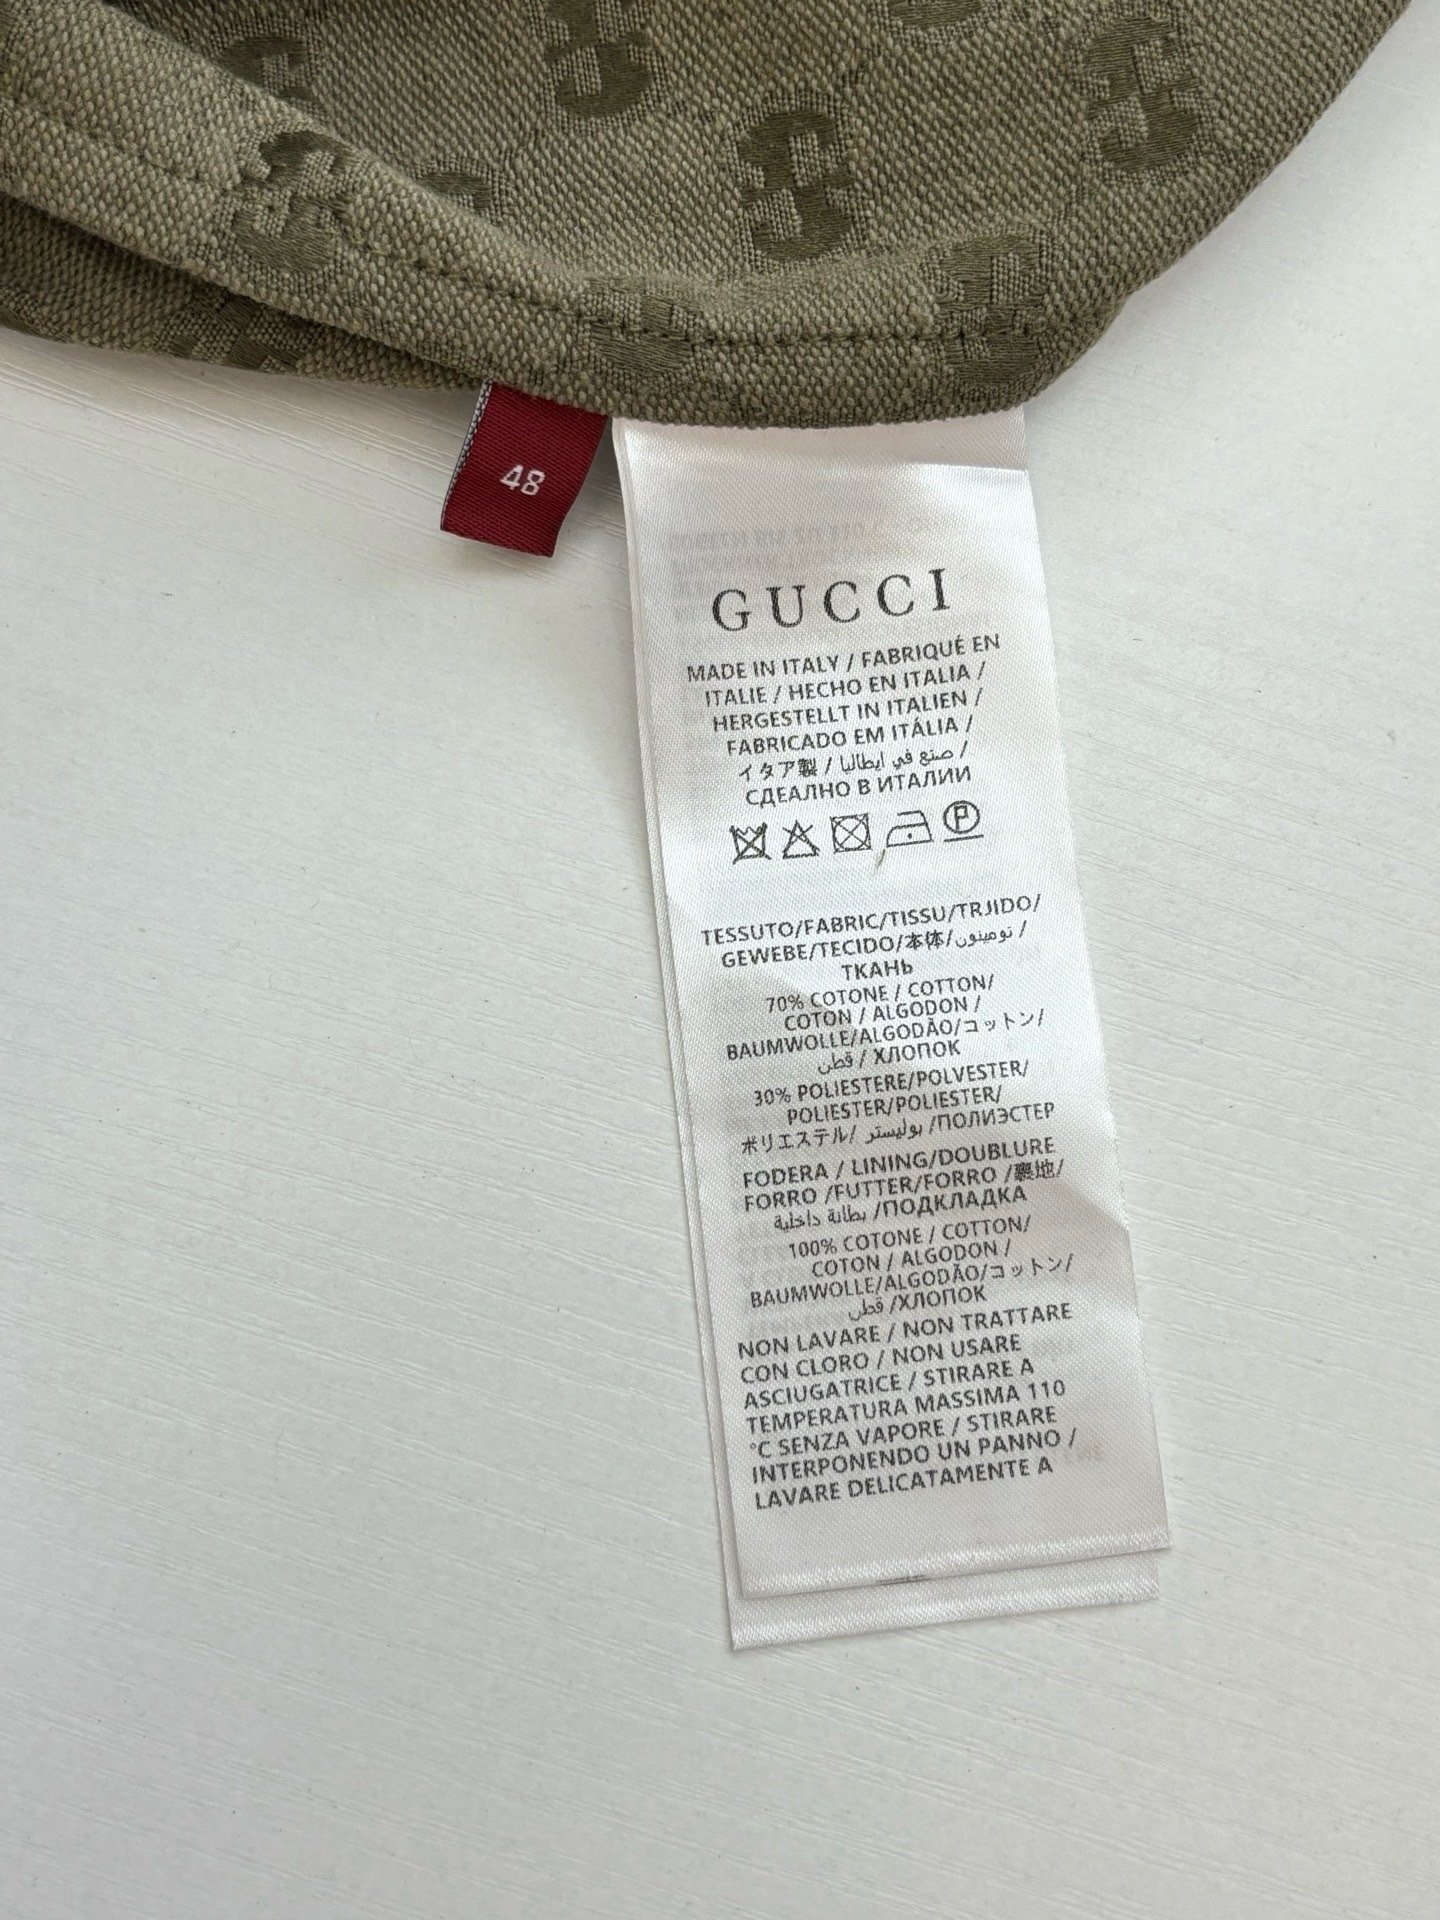 48
GUCCI
MADE IN ITALY / FABRIQUÉ EN
ITALIE / HECHO EN ITALIA /
HERGESTELLT IN ITALIEN /
FABRICADO EM ITÁLIA /
イタア製 / صنع في ايطاليا /
СДЕАЛНО В ИТАЛИИ
P
TESSUTO/FABRIC/TISSU/TRJIDO/
GEWEBE/TECIDO/本体/نومينون /
ТКАНЬ
70% COTONE / COTTON/
COTON / ALGODON /
BAUMWOLLE/ALGODÃO/コットン/
قطن / ХЛОПОК
30% POLIESTERE/POLVESTER/
POLIESTER/POLIESTER/
ポリエステル/ بوليستر /ПОЛИЭСТЕР
FODERA / LINING/DOUBLURE
FORRO /FUTTER/FORRO /裏地/
بطانة داخلية /ПОДКЛАДКА
100% COTONE / COTTON/
COTON / ALGODON /
BAUMWOLLE/ALGODÃO/コットン/
قطن /ХЛОПОК
NON LAVARE / NON TRATTARE
CON CLORO / NON USARE
ASCIUGATRICE / STIRARE A
TEMPERATURA MASSIMA 110
°C SENZA VAPORE / STIRARE
INTERPONENDO UN PANNO /
LAVARE DELICATAMENTE A